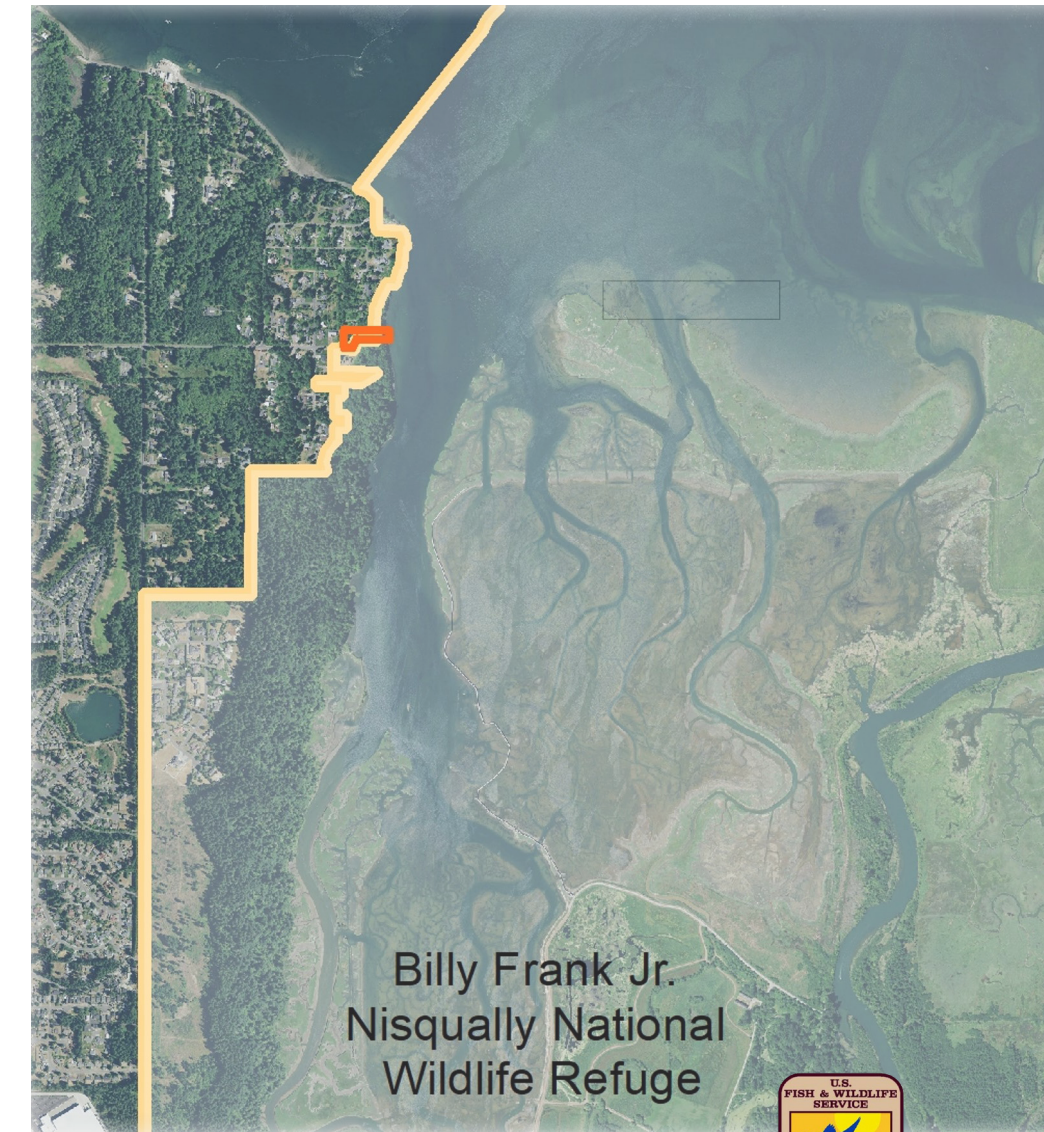 Billy Frank Jr.
Nisqually National
Wildlife Refuge
U.S.
FISH & WILDLIFE
SERVICE